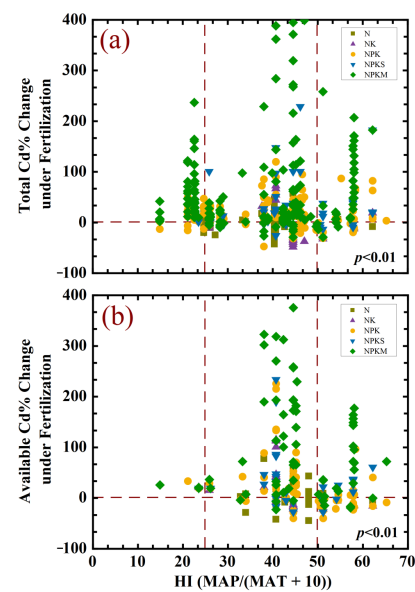 (a)
400
300
200
100
0
-100
Total Cd% Change
under Fertilization
N
NK
NPK
NPKS
NPKM
p<0.01
(b)
400
300
200
100
0
-100
Available Cd% Change
under Fertilization
N
NK
NPK
NPKS
NPKM
p<0.01
0 10 20 30 40 50 60 70
HI (MAP/(MAT + 10))